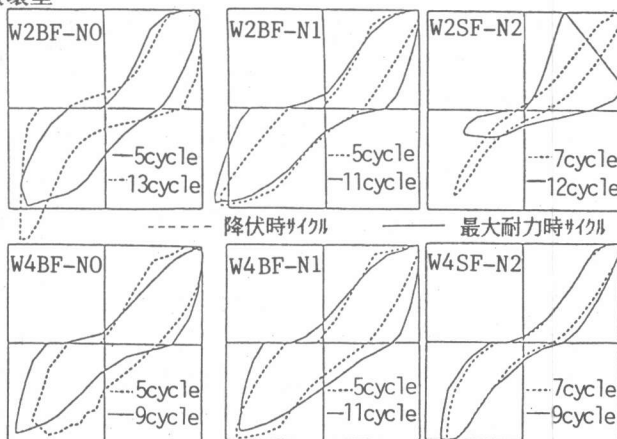 W2BF-N0
5cycle
13cycle
W2BF-N1
5cycle
11cycle
W2SF-N2
7cycle
12cycle
降伏時サイクル 最大耐力時サイクル
W4BF-N0
5cycle
9cycle
W4BF-N1
5cycle
11cycle
W4SF-N2
7cycle
9cycle